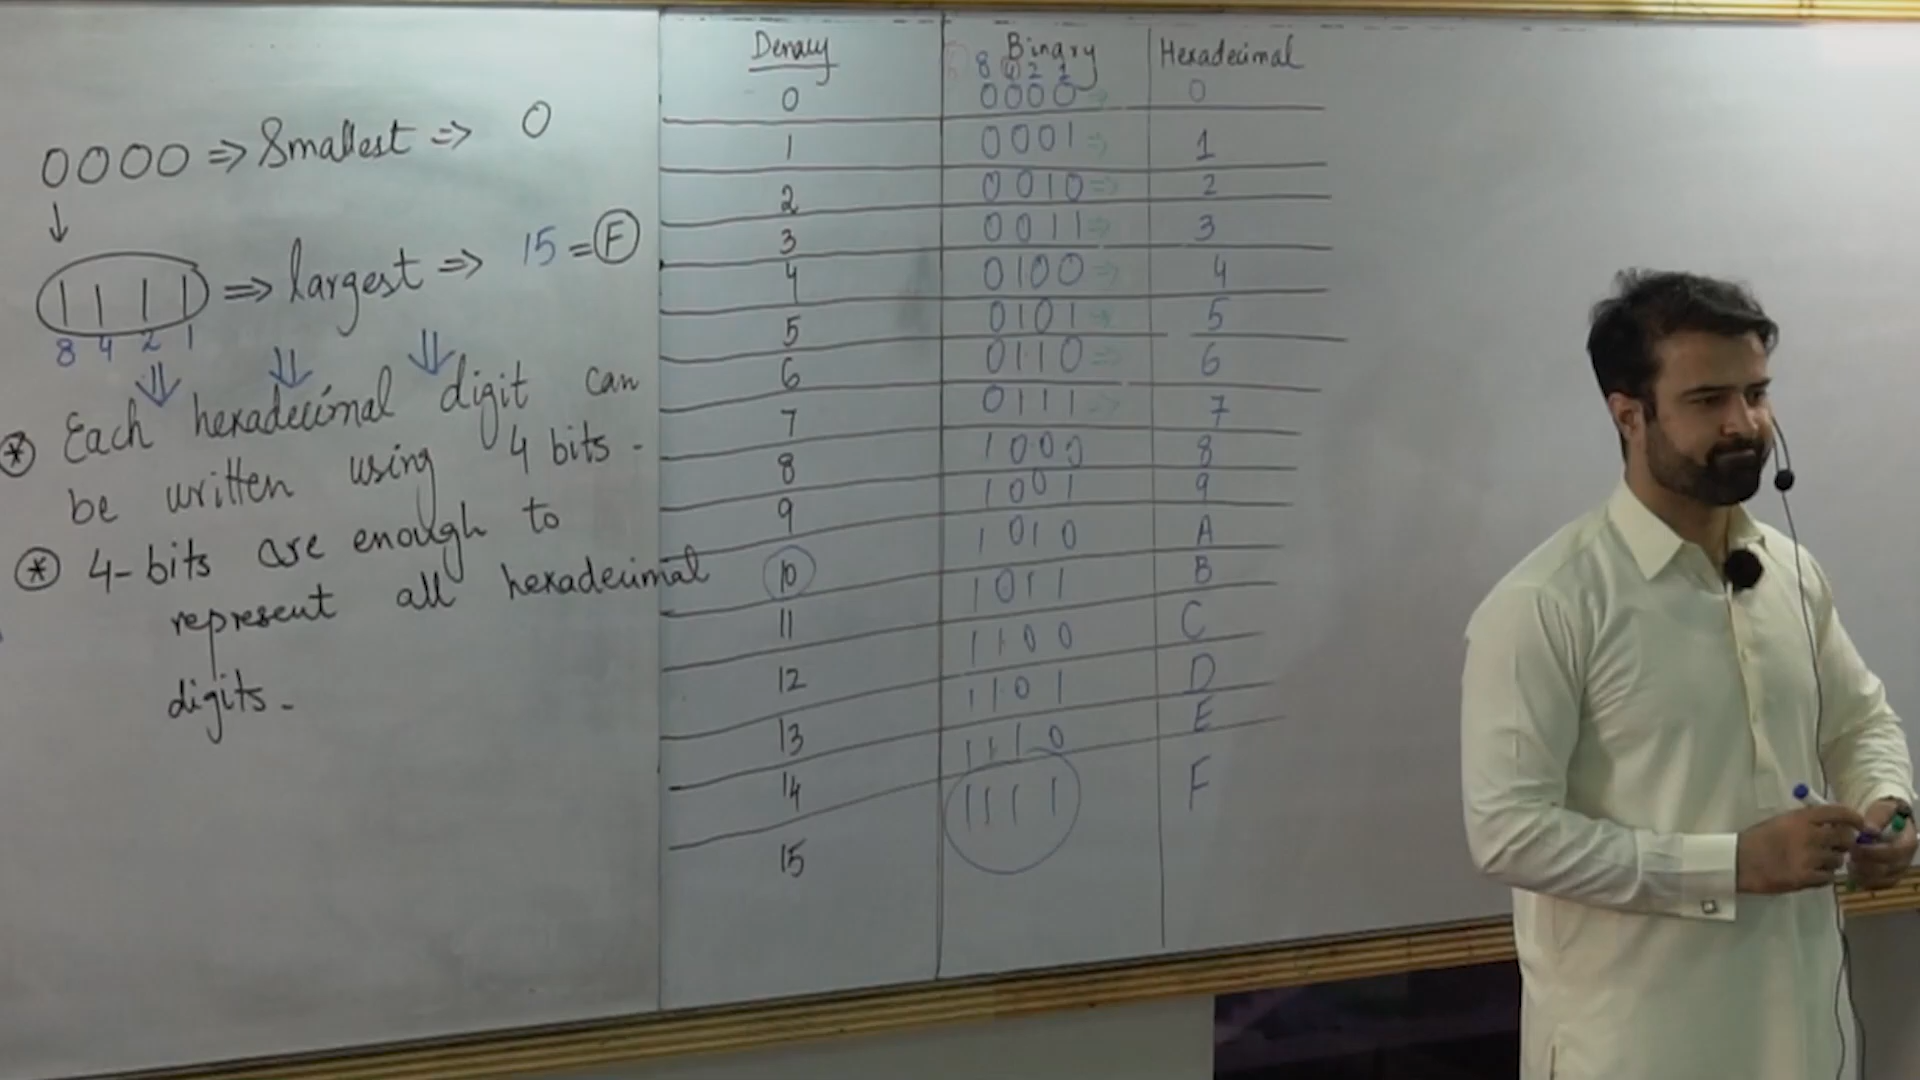 0000 => Smallest => 0
↓
1111 => largest => 15 = F
8 4 2 1
⇓ ⇓ ⇓
* Each hexadecimal digit can
be written using 4 bits -
* 4-bits are enough to
represent all hexadecimal
digits -
Denary Binary Hexadecimal
8 4 2 1
0 0000 => 0
1 0001 => 1
2 0010 => 2
3 0011 => 3
4 0100 => 4
5 0101 => 5
6 0110 => 6
7 0111 => 7
8 1000 8
9 1001 9
10 1010 A
11 1011 B
12 1100 C
13 1101 D
14 1110 E
15 1111 F